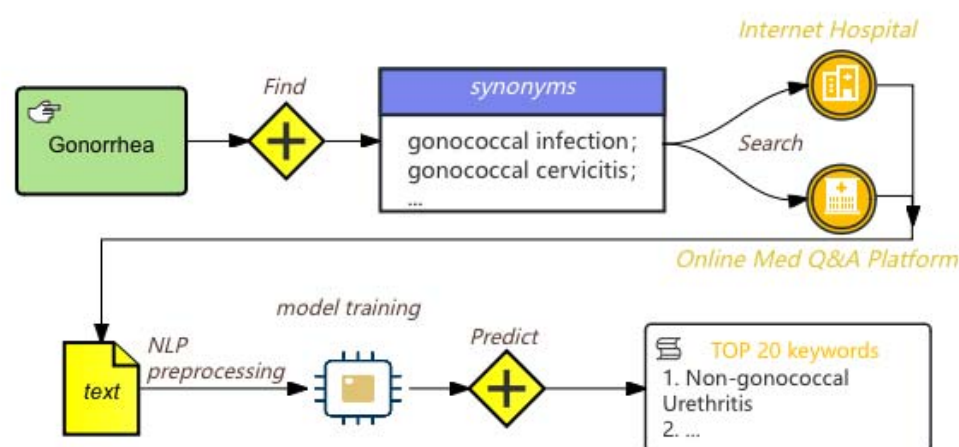 Internet Hospital
Find
synonyms
Gonorrhea
gonococcal infection;
gonococcal cervicitis;
...
Search
Online Med Q&A Platform
model training
NLP
preprocessing
Predict
text
TOP 20 keywords
1. Non-gonococcal
Urethritis
2. ...